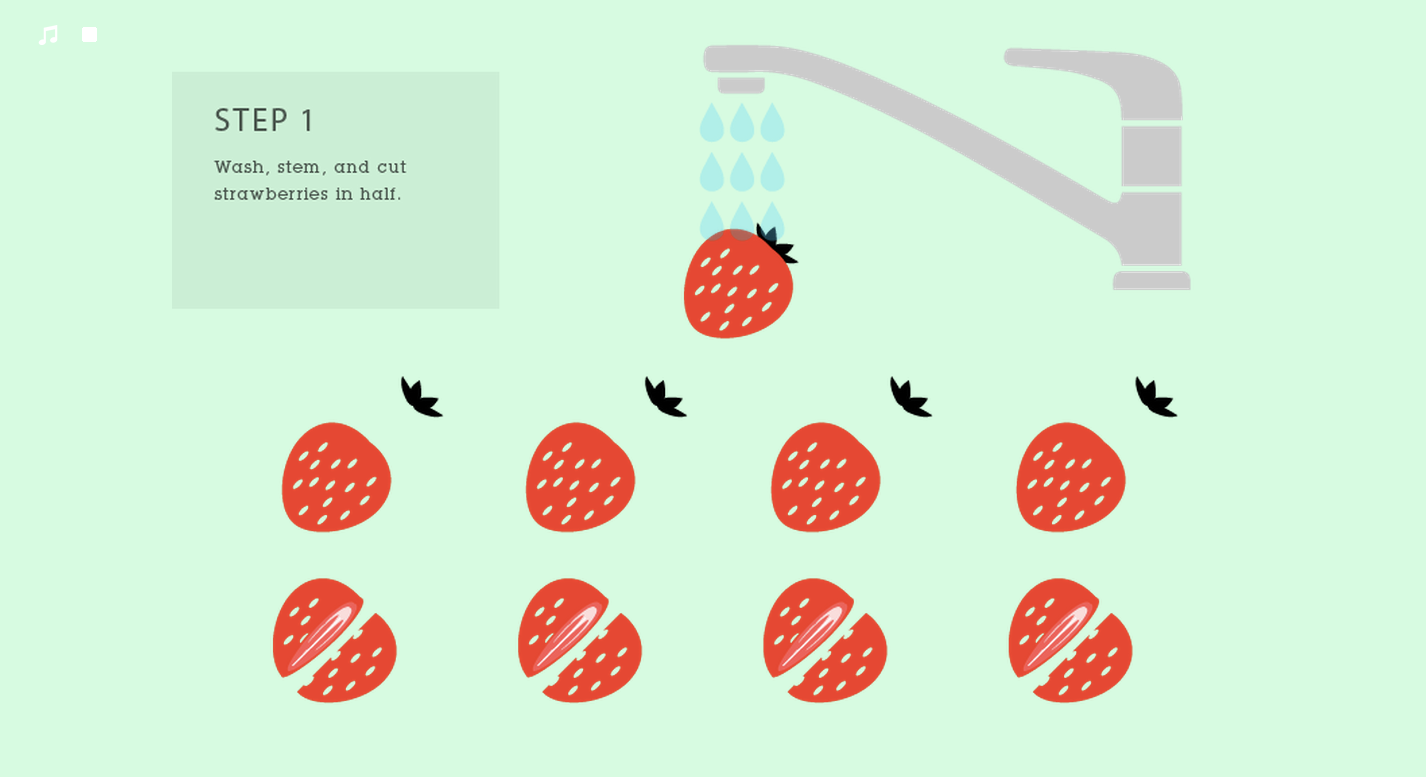 STEP 1
Wash, stem, and cut
strawberries in half.